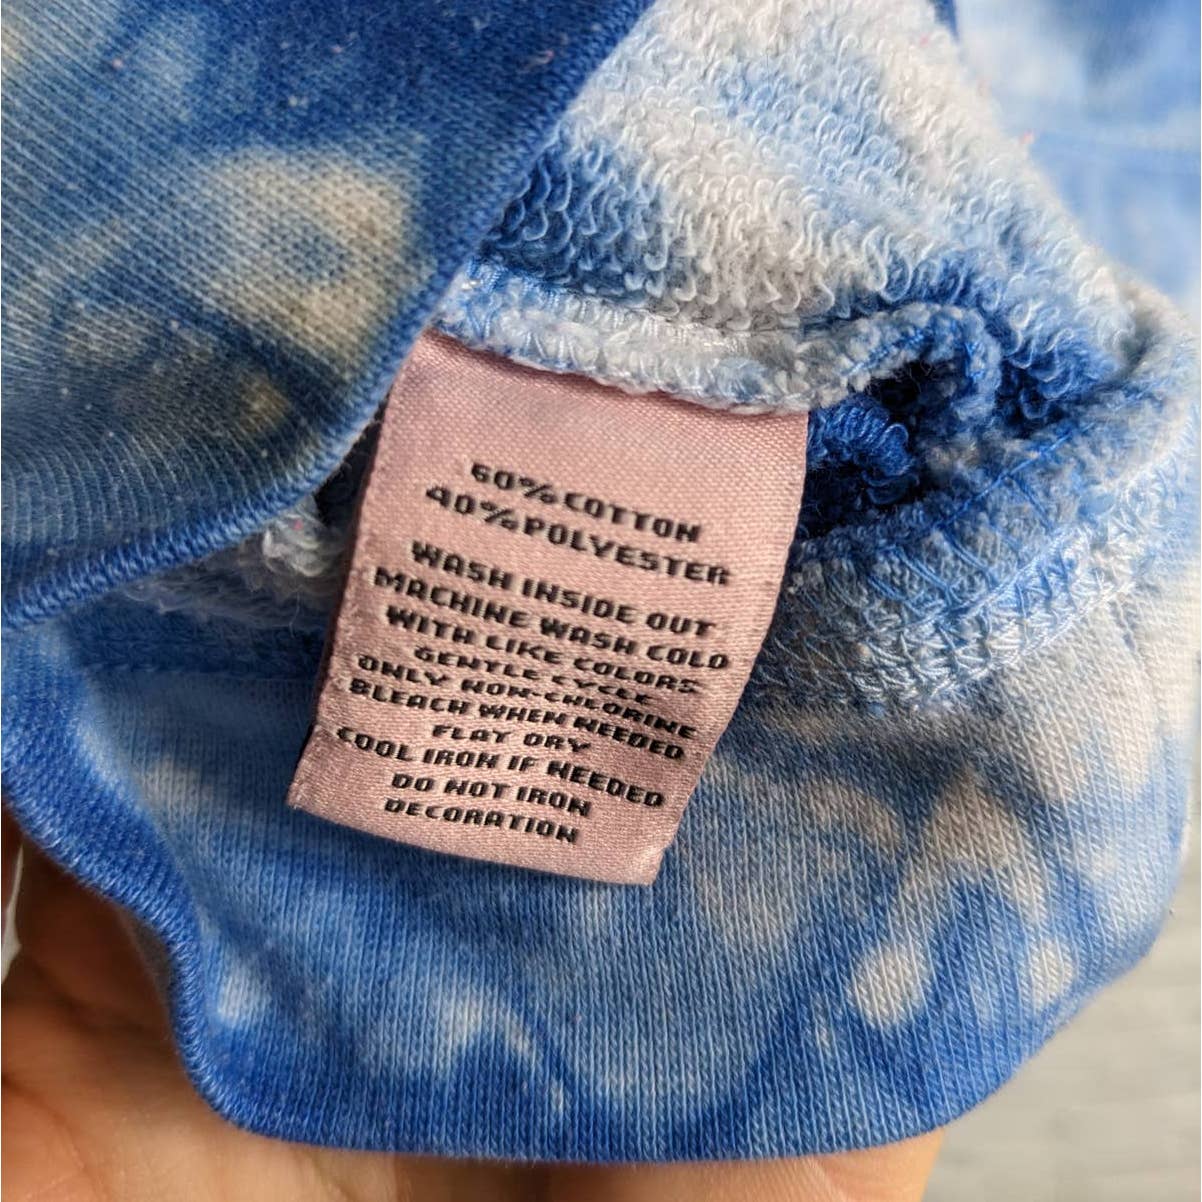 60% COTTON
40% POLYESTER
WASH INSIDE OUT
MACHINE WASH COLD
WITH LIKE COLORS
GENTLE CYCLE
ONLY NON-CHLORINE
BLEACH WHEN NEEDED
FLAT DRY
COOL IRON IF NEEDED
DO NOT IRON
DECORATION